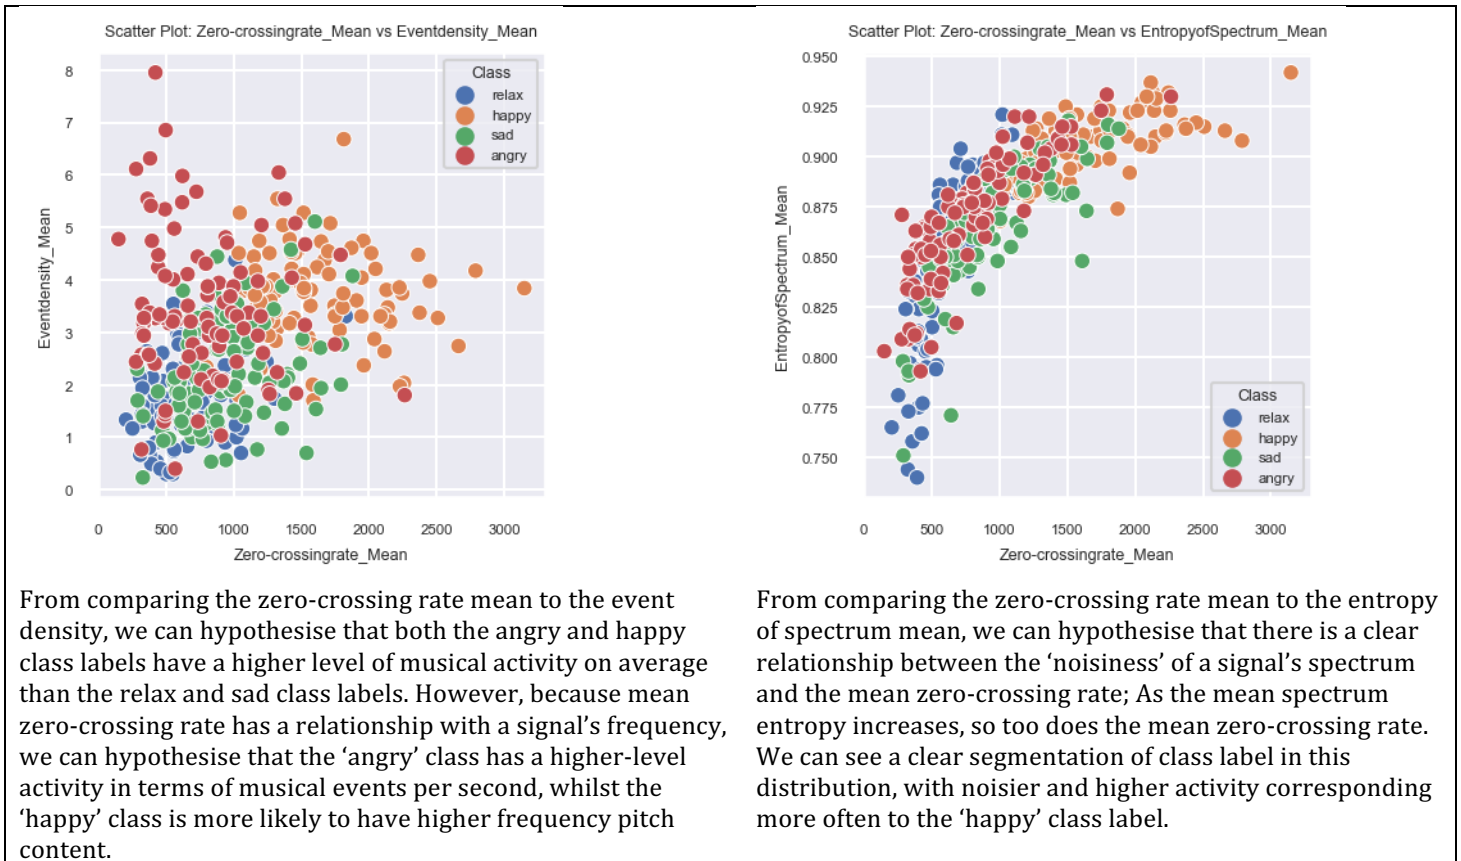 Scatter Plot: Zero-crossingrate_Mean vs Eventdensity_Mean
Class
relax
happy
sad
angry
8
7
6
5
4
3
2
1
0
Eventdensity_Mean
0 500 1000 1500 2000 2500 3000
Zero-crossingrate_Mean
From comparing the zero-crossing rate mean to the event
density, we can hypothesise that both the angry and happy
class labels have a higher level of musical activity on average
than the relax and sad class labels. However, because mean
zero-crossing rate has a relationship with a signal’s frequency,
we can hypothesise that the ‘angry’ class has a higher-level
activity in terms of musical events per second, whilst the
‘happy’ class is more likely to have higher frequency pitch
content.
Scatter Plot: Zero-crossingrate_Mean vs EntropyofSpectrum_Mean
0.950
0.925
0.900
0.875
0.850
0.825
0.800
0.775
0.750
EntropyofSpectrum_Mean
Class
relax
happy
sad
angry
0 500 1000 1500 2000 2500 3000
Zero-crossingrate_Mean
From comparing the zero-crossing rate mean to the entropy
of spectrum mean, we can hypothesise that there is a clear
relationship between the ‘noisiness’ of a signal’s spectrum
and the mean zero-crossing rate; As the mean spectrum
entropy increases, so too does the mean zero-crossing rate.
We can see a clear segmentation of class label in this
distribution, with noisier and higher activity corresponding
more often to the ‘happy’ class label.